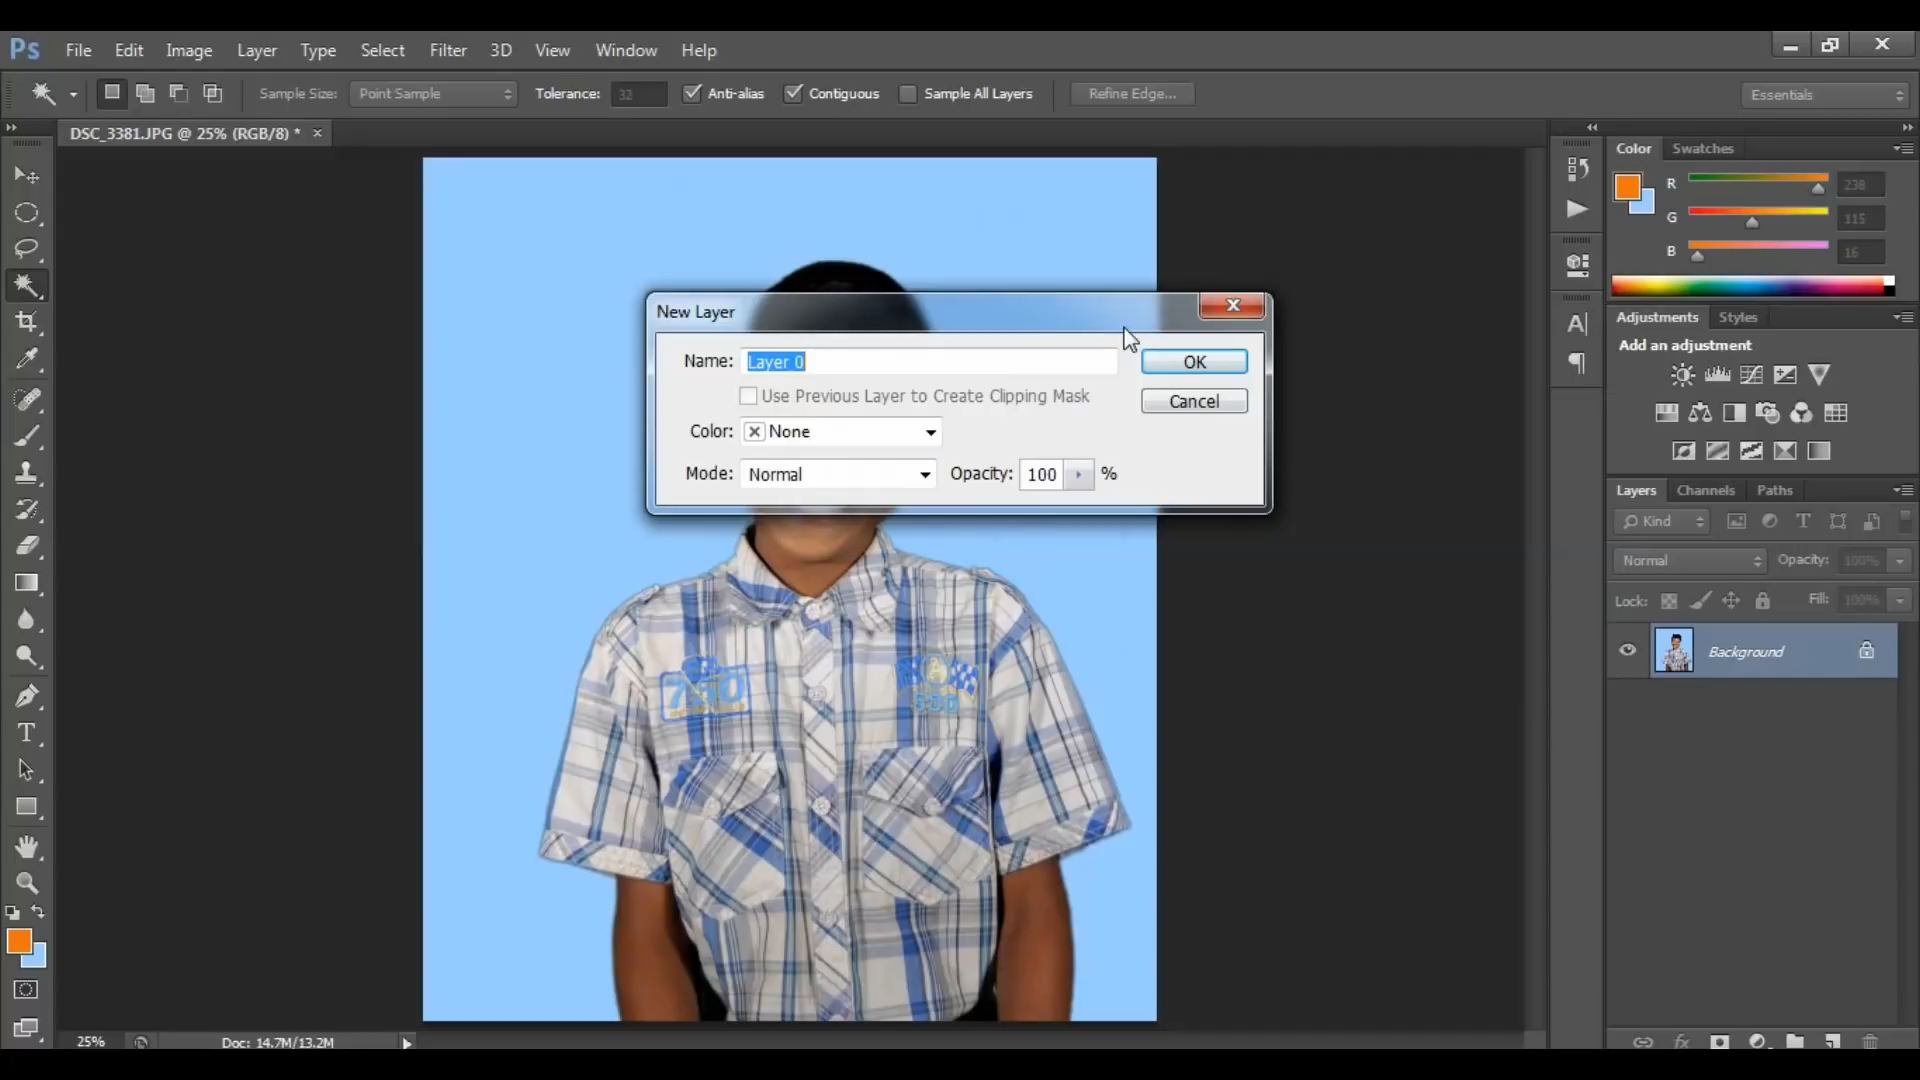 Ps File Edit Image Layer Type Select Filter 3D View Window Help
Sample Size: Point Sample Tolerance: 32 Anti-alias Contiguous Sample All Layers Refine Edge... Essentials
DSC_3381.JPG @ 25% (RGB/8) * ×
Color Swatches
R 238
G 115
B 16
Adjustments Styles
Add an adjustment
New Layer
Name: Layer 0 OK
Use Previous Layer to Create Clipping Mask Cancel
Color: None
Mode: Normal Opacity: 100 %
Layers Channels Paths
Kind
Normal Opacity: 100%
Lock: Fill: 100%
Background
750
25% Doc: 14.7M/13.2M